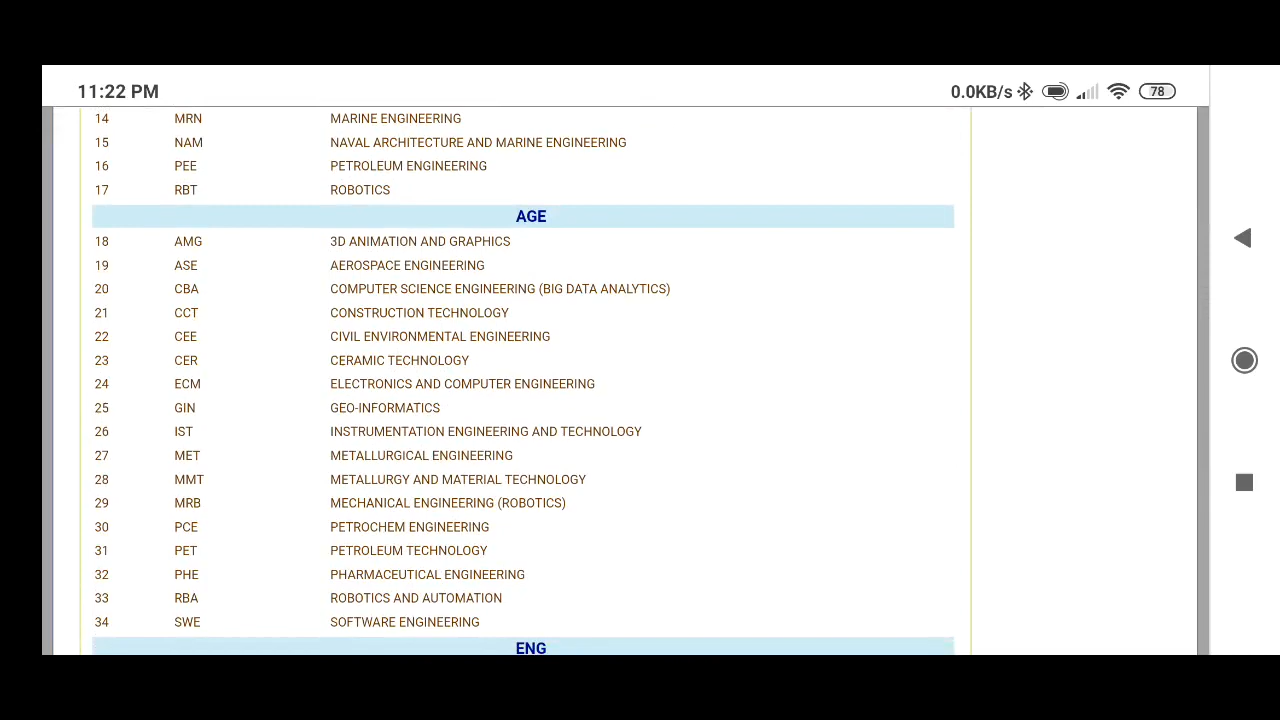 11:22 PM 0.0KB/s 78
14 MRN MARINE ENGINEERING
15 NAM NAVAL ARCHITECTURE AND MARINE ENGINEERING
16 PEE PETROLEUM ENGINEERING
17 RBT ROBOTICS
AGE
18 AMG 3D ANIMATION AND GRAPHICS
19 ASE AEROSPACE ENGINEERING
20 CBA COMPUTER SCIENCE ENGINEERING (BIG DATA ANALYTICS)
21 CCT CONSTRUCTION TECHNOLOGY
22 CEE CIVIL ENVIRONMENTAL ENGINEERING
23 CER CERAMIC TECHNOLOGY
24 ECM ELECTRONICS AND COMPUTER ENGINEERING
25 GIN GEO-INFORMATICS
26 IST INSTRUMENTATION ENGINEERING AND TECHNOLOGY
27 MET METALLURGICAL ENGINEERING
28 MMT METALLURGY AND MATERIAL TECHNOLOGY
29 MRB MECHANICAL ENGINEERING (ROBOTICS)
30 PCE PETROCHEM ENGINEERING
31 PET PETROLEUM TECHNOLOGY
32 PHE PHARMACEUTICAL ENGINEERING
33 RBA ROBOTICS AND AUTOMATION
34 SWE SOFTWARE ENGINEERING
ENG